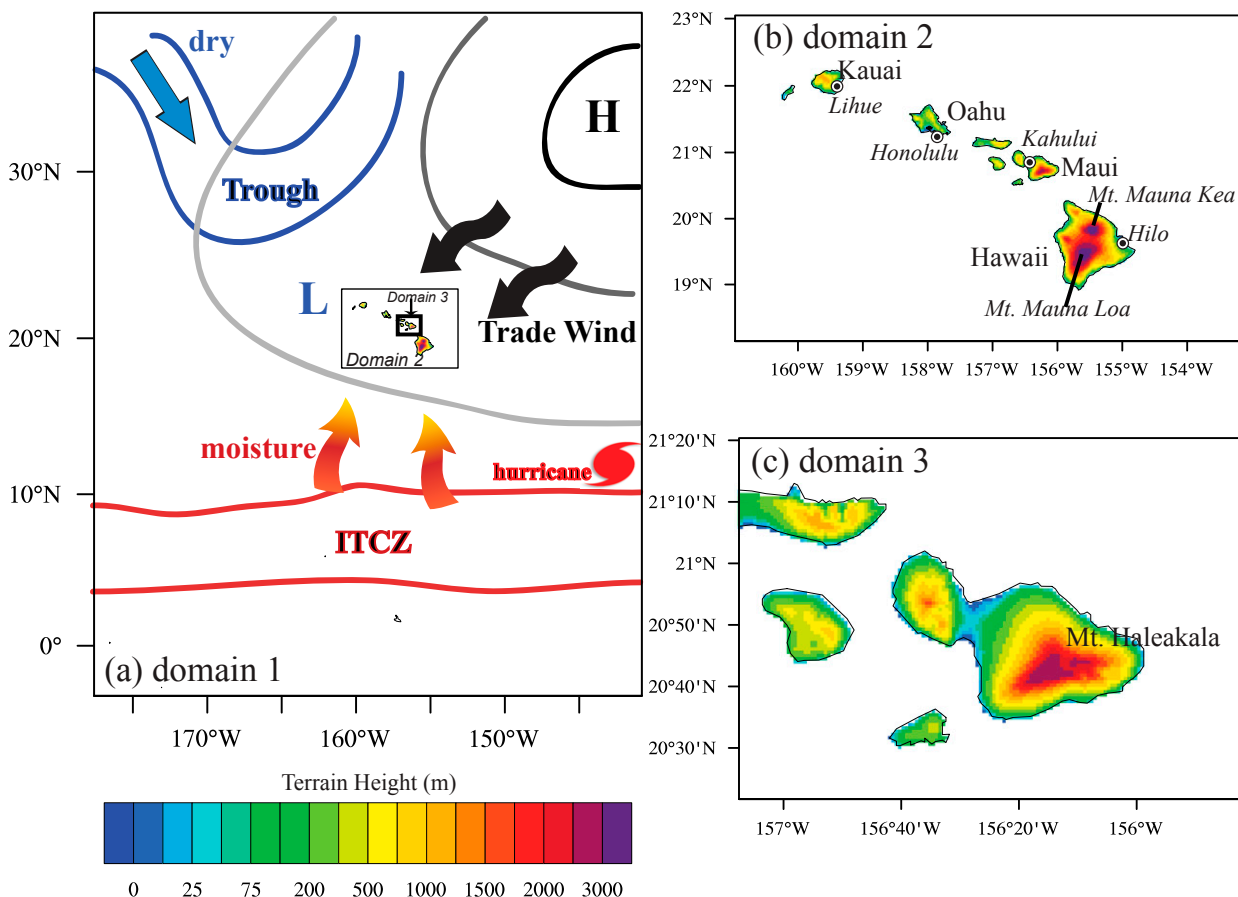 dry
Trough
H
L
Domain 3
Domain 2
Trade Wind
moisture
hurricane
ITCZ
(a) domain 1
30°N
20°N
10°N
0°
170°W 160°W 150°W
Terrain Height (m)
0 25 75 200 500 1000 1500 2000 3000
(b) domain 2
Kauai
Lihue
Oahu
Honolulu
Kahului
Maui
Mt. Mauna Kea
Hilo
Hawaii
Mt. Mauna Loa
23°N
22°N
21°N
20°N
19°N
160°W 159°W 158°W 157°W 156°W 155°W 154°W
(c) domain 3
Mt. Haleakala
21°20'N
21°10'N
21°N
20°50'N
20°40'N
20°30'N
157°W 156°40'W 156°20'W 156°W